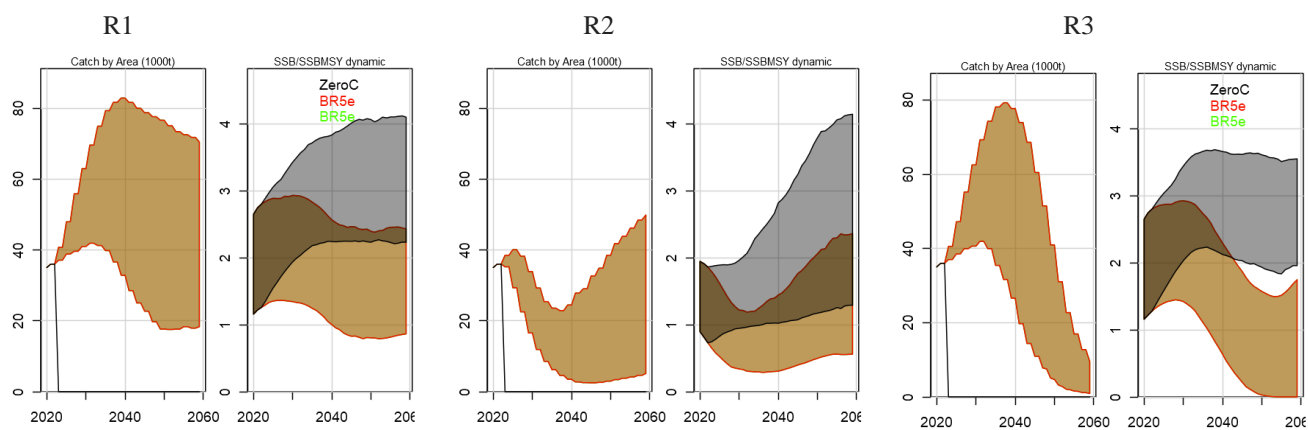 R1 R2 R3
Catch by Area (1000t) SSB/SSBMSY dynamic Catch by Area (1000t) SSB/SSBMSY dynamic Catch by Area (1000t) SSB/SSBMSY dynamic
ZeroC
BR5e
BR5e
ZeroC
BR5e
BR5e
0 20 40 60 80
0 1 2 3 4
0 20 40 60 80
0 1 2 3 4
0 20 40 60 80
0 1 2 3 4
2020 2040 2060 2020 2040 206 2020 2040 2060 2020 2040 206 2020 2040 2060 2020 2040 206